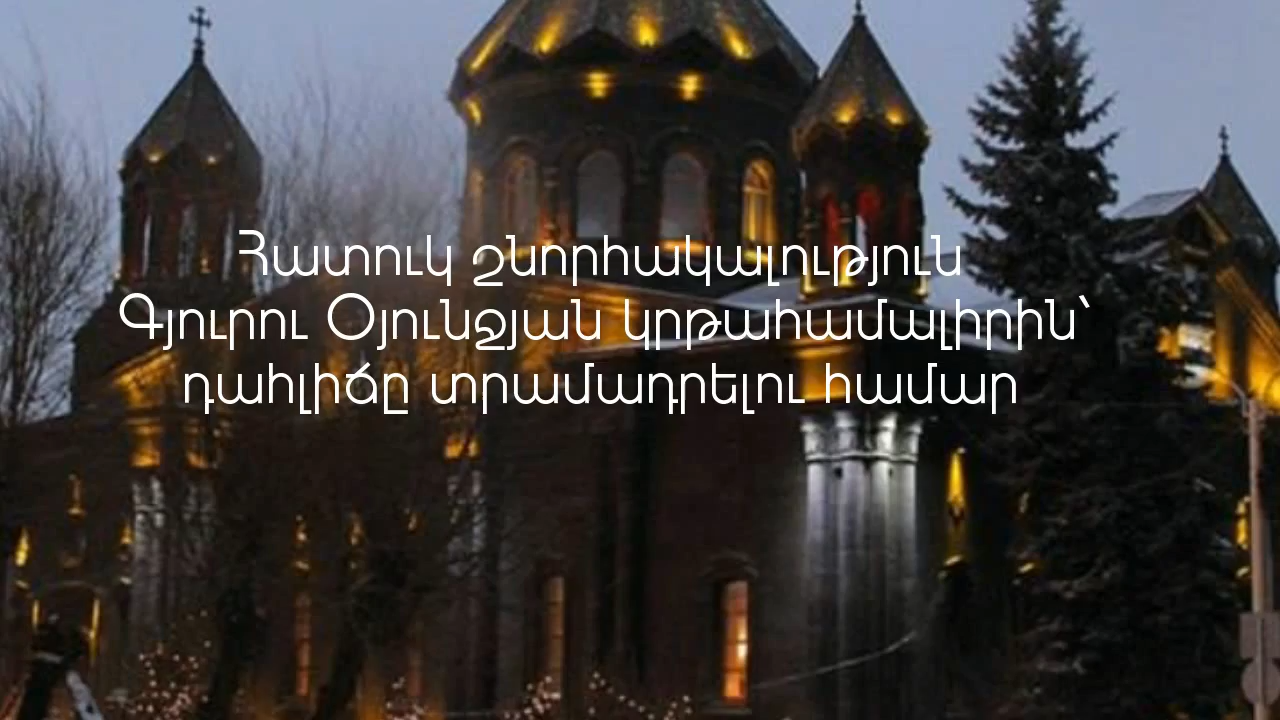 Հատուկ շնորհակալություն
Գյուրու Օյունջյան կրթահամալիրին՝
դահլիճը տրամադրելու համար